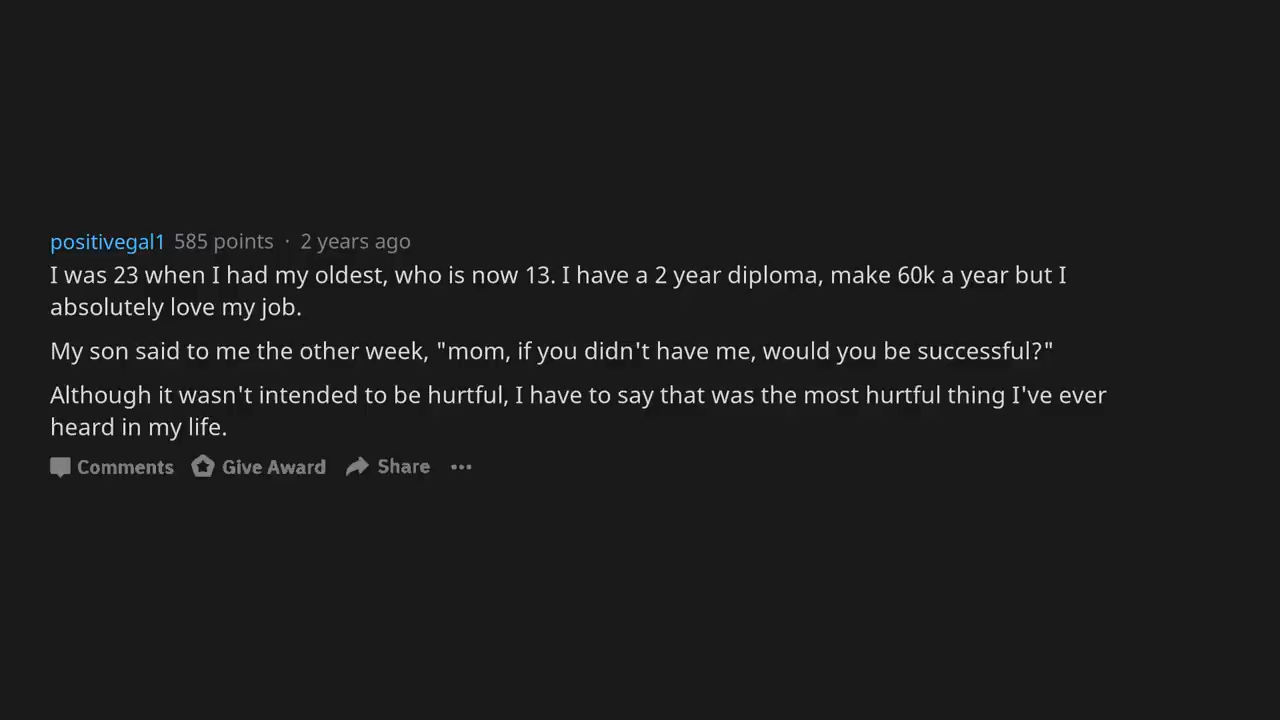 positivegal1 585 points · 2 years ago
I was 23 when I had my oldest, who is now 13. I have a 2 year diploma, make 60k a year but I
absolutely love my job.
My son said to me the other week, "mom, if you didn't have me, would you be successful?"
Although it wasn't intended to be hurtful, I have to say that was the most hurtful thing I've ever
heard in my life.
Comments Give Award Share ···